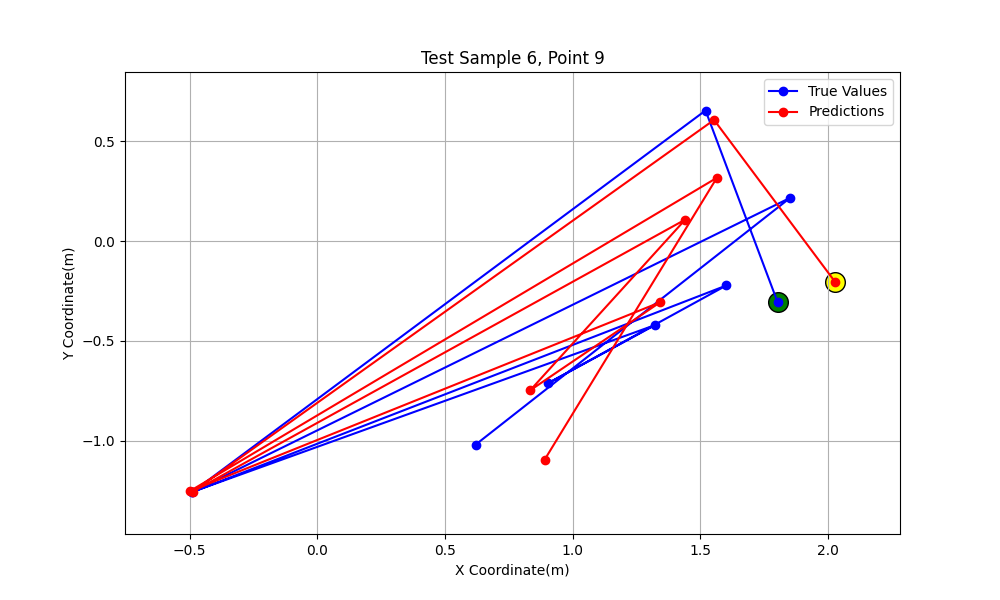 Test Sample 6, Point 9
True Values
Predictions
0.5
0.0
−0.5
−1.0
Y Coordinate(m)
−0.5
0.0
0.5
1.0
1.5
2.0
X Coordinate(m)